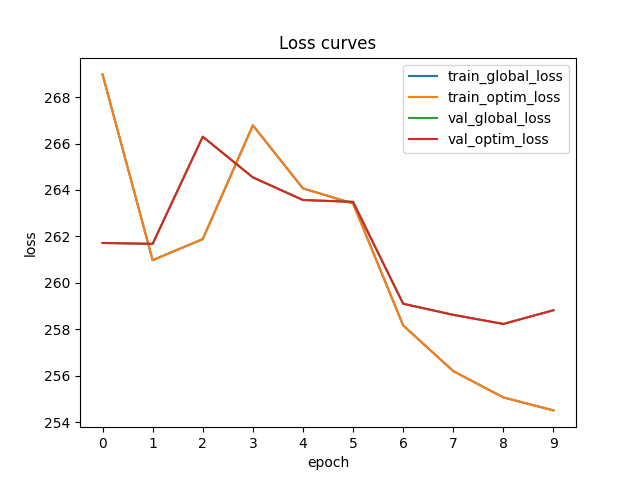 Loss curves
train_global_loss
train_optim_loss
val_global_loss
val_optim_loss
268
266
264
262
260
258
256
254
loss
0 1 2 3 4 5 6 7 8 9
epoch